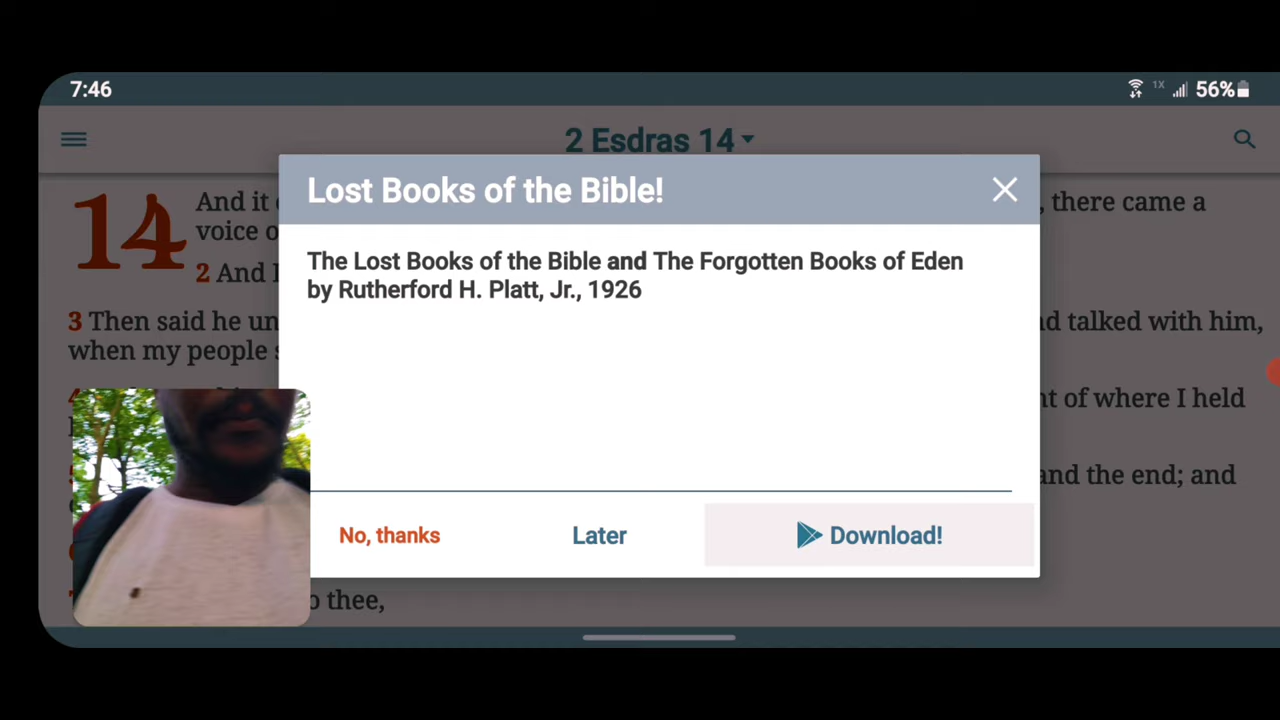 7:46
1X
56%
2 Esdras 14
Lost Books of the Bible!
14
And it
, there came a
voice o
2 And
The Lost Books of the Bible and The Forgotten Books of Eden
by Rutherford H. Platt, Jr., 1926
3 Then said he un
nd talked with him,
when my people
nt of where I held
and the end; and
No, thanks
Later
Download!
o thee,